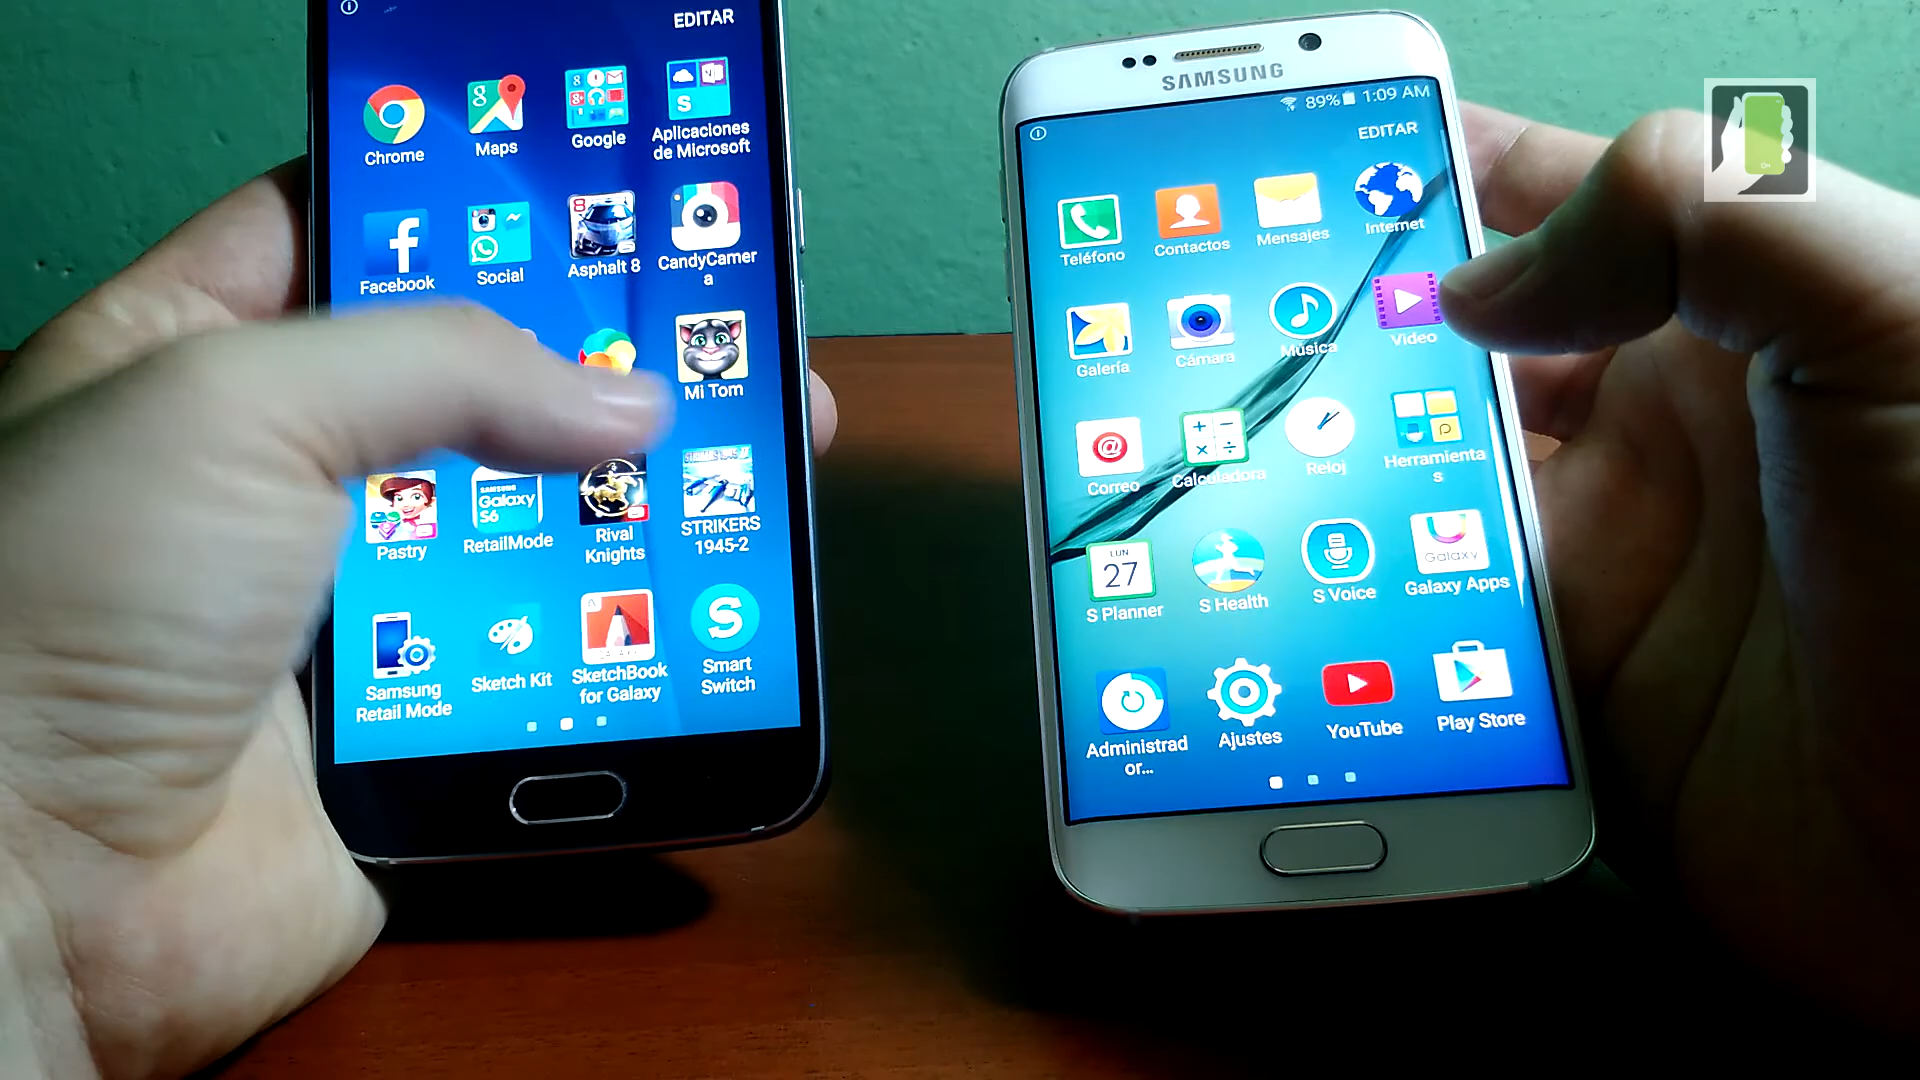 EDITAR
Chrome
Maps
Google
Aplicaciones
de Microsoft
Facebook
Social
Asphalt 8
CandyCamer
a
Mi Tom
Pastry
SAMSUNG
Galaxy
S6
RetailMode
Rival
Knights
STRIKERS
1945-2
Samsung
Retail Mode
Sketch Kit
SketchBook
for Galaxy
Smart
Switch
SAMSUNG
89% 1:09 AM
EDITAR
Teléfono
Contactos
Mensajes
Internet
Galería
Cámara
Música
Video
Correo
Calculadora
Reloj
Herramienta
s
LUN
27
S Planner
S Health
S Voice
Galaxy
Galaxy Apps
Administrad
or...
Ajustes
YouTube
Play Store